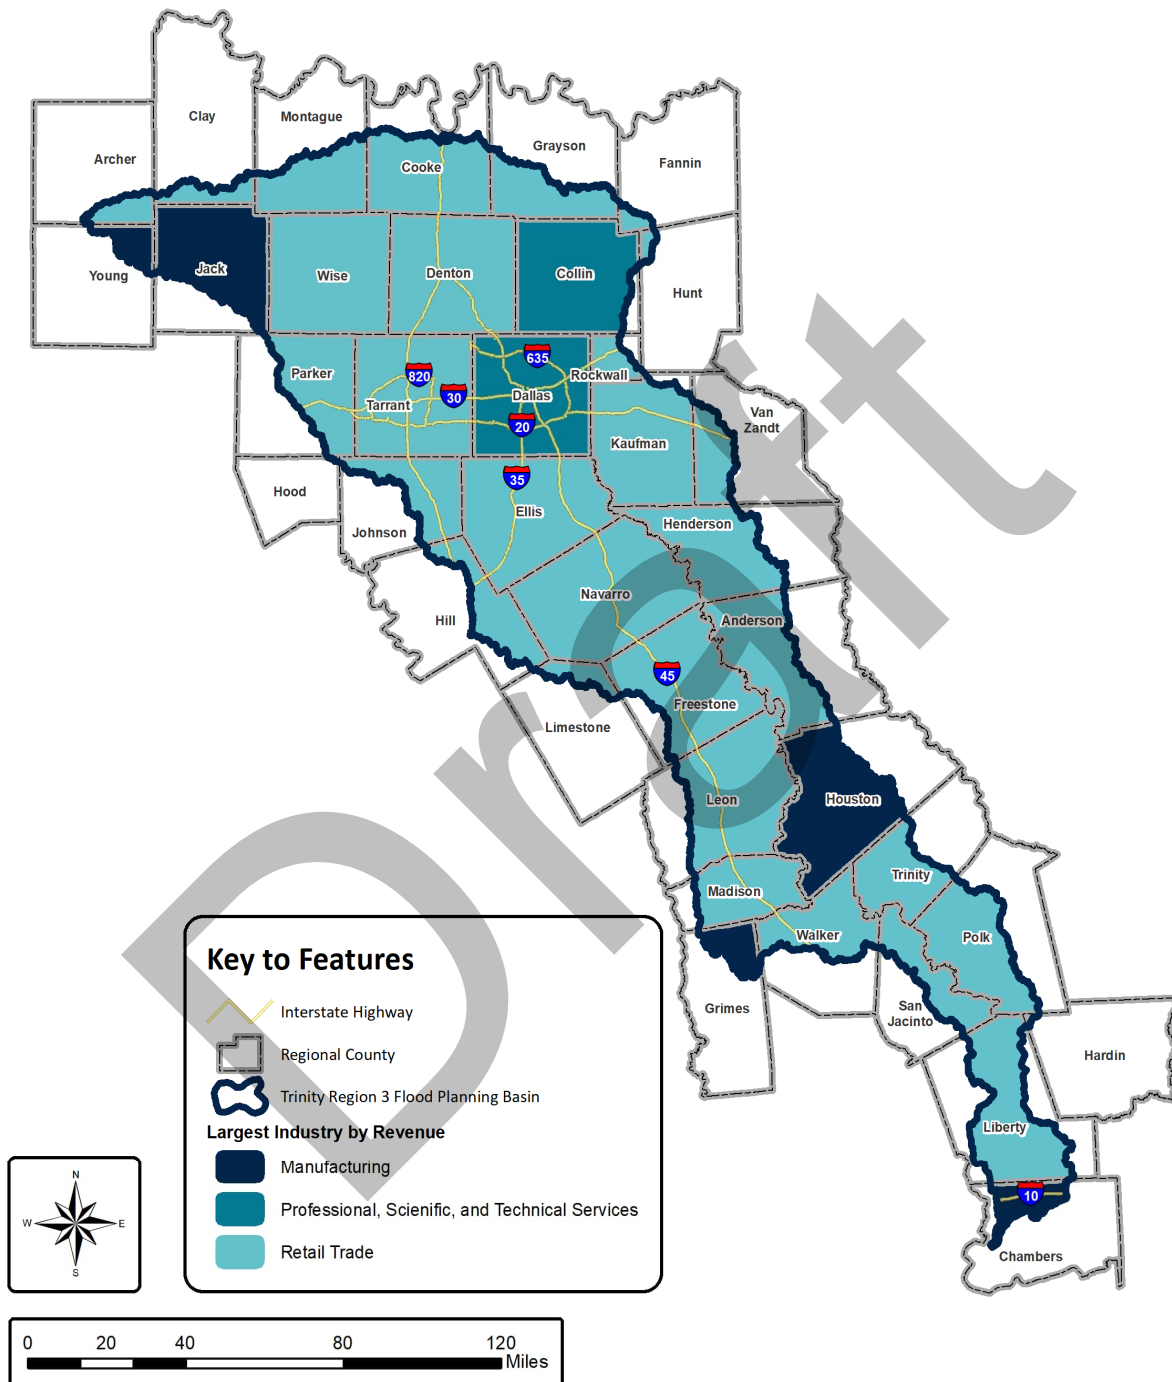 Clay
Montague
Archer
Grayson
Fannin
Cooke
Young
Jack
Wise
Denton
Collin
Hunt
635
Parker
820
Rockwall
30
Dallas
Tarrant
Van
Zandt
20
Kaufman
35
Hood
Ellis
Henderson
Johnson
Navarro
Hill
Anderson
45
Freestone
Limestone
Leon
Houston
Trinity
Madison
Walker
Polk
Grimes
San
Jacinto
Hardin
Liberty
10
Chambers
Draft
Key to Features
Interstate Highway
Regional County
Trinity Region 3 Flood Planning Basin
Largest Industry by Revenue
Manufacturing
Professional, Scienific, and Technical Services
Retail Trade
N
W E
S
0 20 40 80 120
Miles